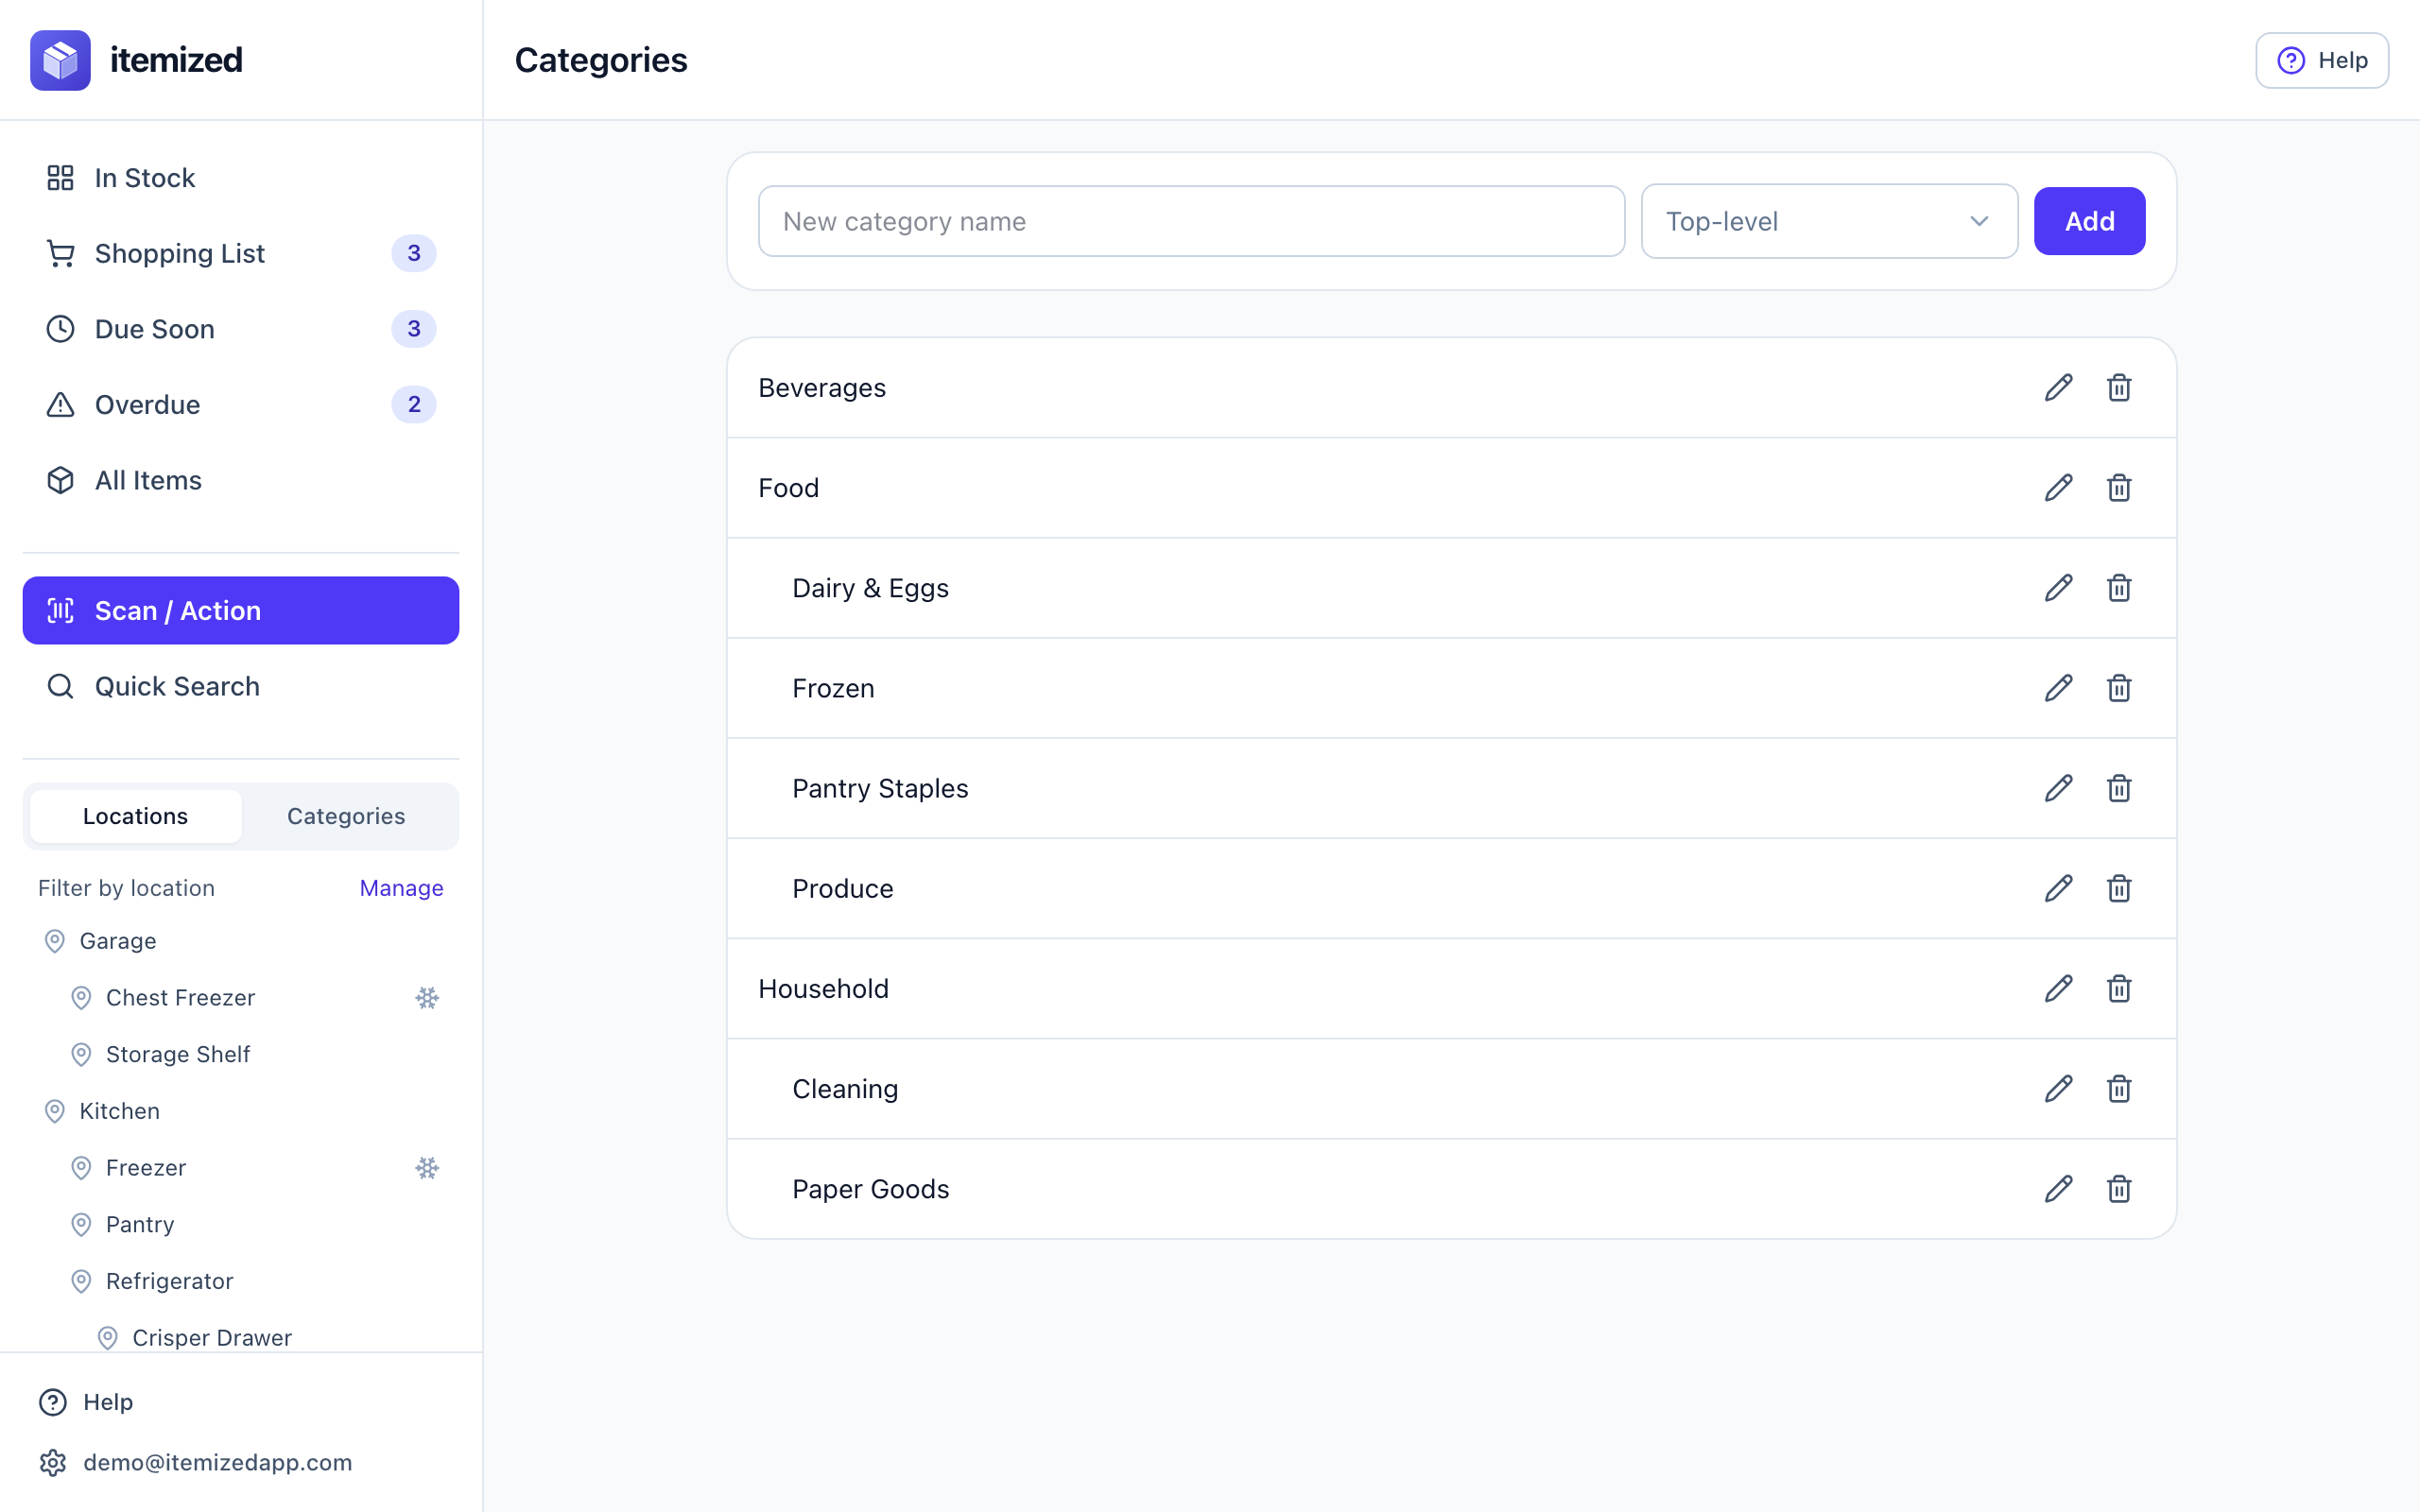 itemized
Categories
Help
In Stock
Shopping List 3
Due Soon 3
Overdue 2
All Items
Scan / Action
Quick Search
Locations Categories
Filter by location Manage
Garage
Chest Freezer
Storage Shelf
Kitchen
Freezer
Pantry
Refrigerator
Crisper Drawer
Help
demo@itemizedapp.com
New category name Top-level Add
Beverages
Food
Dairy & Eggs
Frozen
Pantry Staples
Produce
Household
Cleaning
Paper Goods